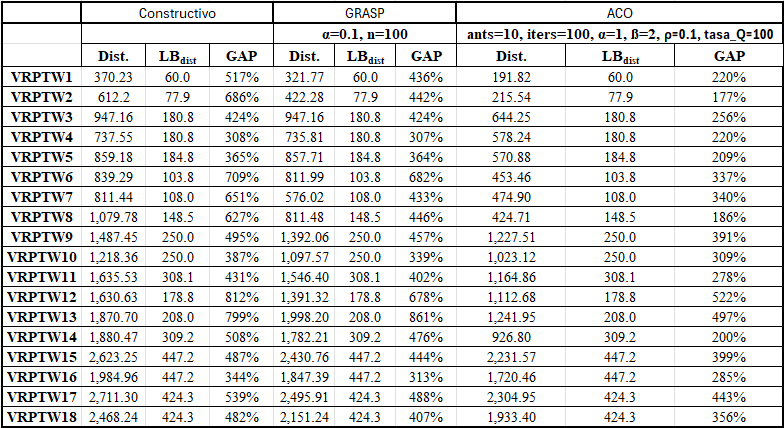 Constructivo GRASP ACO
α=0.1, n=100 ants=10, iters=100, α=1, ß=2, ρ=0.1, tasa_Q=100
Dist. LBdist GAP Dist. LBdist GAP Dist. LBdist GAP
VRPTW1 370.23 60.0 517% 321.77 60.0 436% 191.82 60.0 220%
VRPTW2 612.2 77.9 686% 422.28 77.9 442% 215.54 77.9 177%
VRPTW3 947.16 180.8 424% 947.16 180.8 424% 644.25 180.8 256%
VRPTW4 737.55 180.8 308% 735.81 180.8 307% 578.24 180.8 220%
VRPTW5 859.18 184.8 365% 857.71 184.8 364% 570.88 184.8 209%
VRPTW6 839.29 103.8 709% 811.99 103.8 682% 453.46 103.8 337%
VRPTW7 811.44 108.0 651% 576.02 108.0 433% 474.90 108.0 340%
VRPTW8 1,079.78 148.5 627% 811.48 148.5 446% 424.71 148.5 186%
VRPTW9 1,487.45 250.0 495% 1,392.06 250.0 457% 1,227.51 250.0 391%
VRPTW10 1,218.36 250.0 387% 1,097.57 250.0 339% 1,023.12 250.0 309%
VRPTW11 1,635.53 308.1 431% 1,546.40 308.1 402% 1,164.86 308.1 278%
VRPTW12 1,630.63 178.8 812% 1,391.32 178.8 678% 1,112.68 178.8 522%
VRPTW13 1,870.70 208.0 799% 1,998.20 208.0 861% 1,241.95 208.0 497%
VRPTW14 1,880.47 309.2 508% 1,782.21 309.2 476% 926.80 309.2 200%
VRPTW15 2,623.25 447.2 487% 2,430.76 447.2 444% 2,231.57 447.2 399%
VRPTW16 1,984.96 447.2 344% 1,847.39 447.2 313% 1,720.46 447.2 285%
VRPTW17 2,711.30 424.3 539% 2,495.91 424.3 488% 2,304.95 424.3 443%
VRPTW18 2,468.24 424.3 482% 2,151.24 424.3 407% 1,933.40 424.3 356%